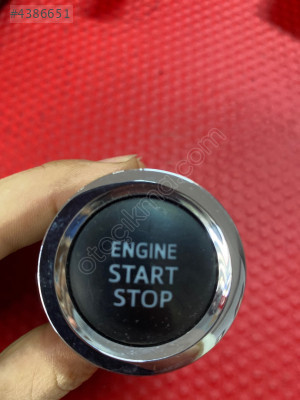 #4386651
otocikma.com
ENGINE
START
STOP